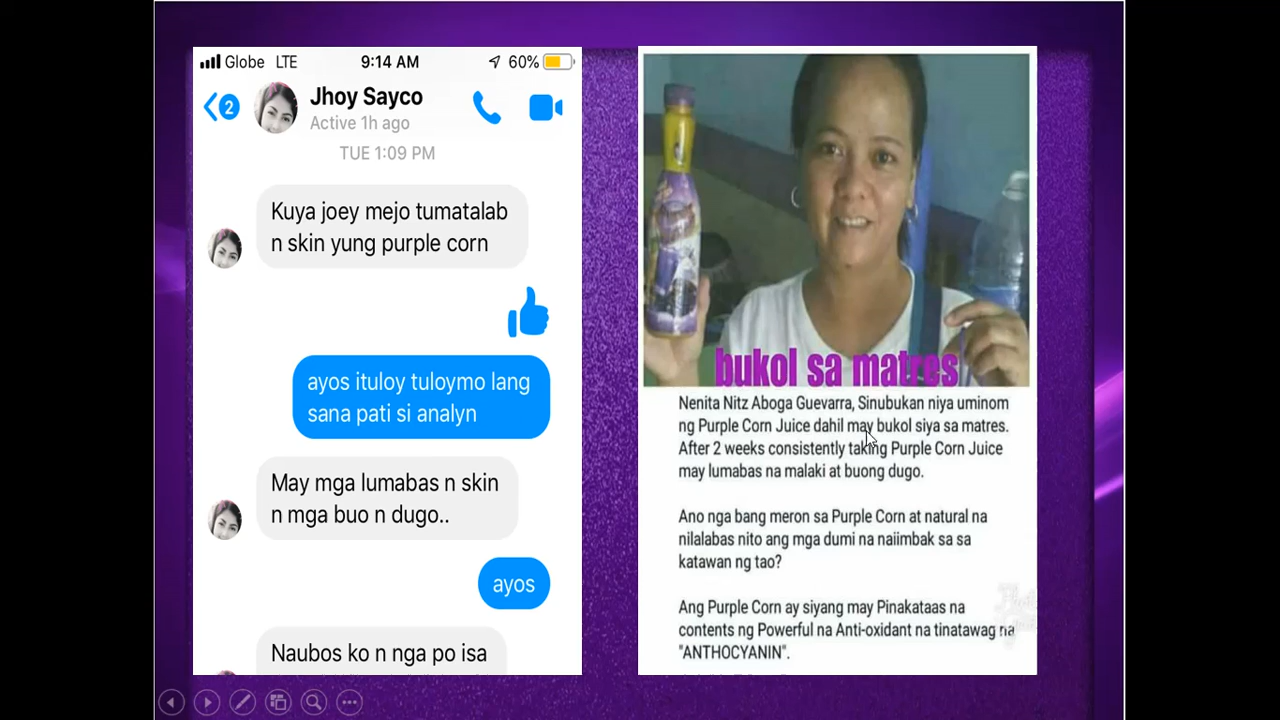 Globe LTE 9:14 AM 60%
2
Jhoy Sayco
Active 1h ago
TUE 1:09 PM
Kuya joey mejo tumatalab
n skin yung purple corn
ayos ituloy tuloymo lang
sana pati si analyn
May mga lumabas n skin
n mga buo n dugo..
ayos
Naubos ko n nga po isa
bukol sa matres
Nenita Nitz Aboga Guevarra, Sinubukan niya uminom
ng Purple Corn Juice dahil may bukol siya sa matres.
After 2 weeks consistently taking Purple Corn Juice
may lumabas na malaki at buong dugo.
Ano nga bang meron sa Purple Corn at natural na
nilalabas nito ang mga dumi na naiimbak sa sa
katawan ng tao?
Ang Purple Corn ay siyang may Pinakataas na
contents ng Powerful na Anti-oxidant na tinatawag na
"ANTHOCYANIN".